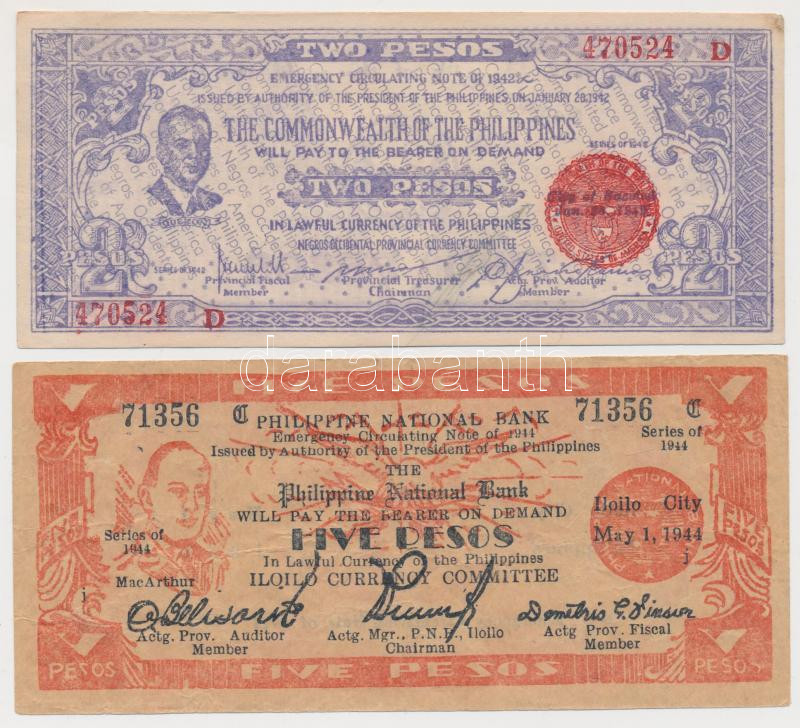 TWO PESOS
470524 D
EMERGENCY CIRCULATING NOTE OF 1942
ISSUED BY AUTHORITY OF THE PRESIDENT OF THE PHILIPPINES, ON JANUARY 28, 1942
THE COMMONWEALTH OF THE PHILIPPINES
SERIES OF 1942
WILL PAY TO THE BEARER ON DEMAND
TWO PESOS
IN LAWFUL CURRENCY OF THE PHILIPPINES
NEGROS OCCIDENTAL PROVINCIAL CURRENCY COMMITTEE
2 PESOS
2 PESOS
SERIES OF 1942
Provincial Fiscal Provincial Treasurer Actg. Prov. Auditor
Member Chairman Member
470524 D
darabanth
FIVE PESOS
71356 C PHILIPPINE NATIONAL BANK 71356 C
Emergency Circulating Note of 1944 Series of
Issued by Authority of the President of the Philippines 1944
THE
Philippine National Bank Iloilo City
WILL PAY THE BEARER ON DEMAND
Series of FIVE PESOS May 1, 1944
1944 j
In Lawful Currency of the Philippines
MacArthur ILOILO CURRENCY COMMITTEE
j
Actg. Prov. Auditor Actg. Mgr., P.N.B., Iloilo Actg Prov. Fiscal
Member Chairman Member
PESOS FIVE PESOS PESOS